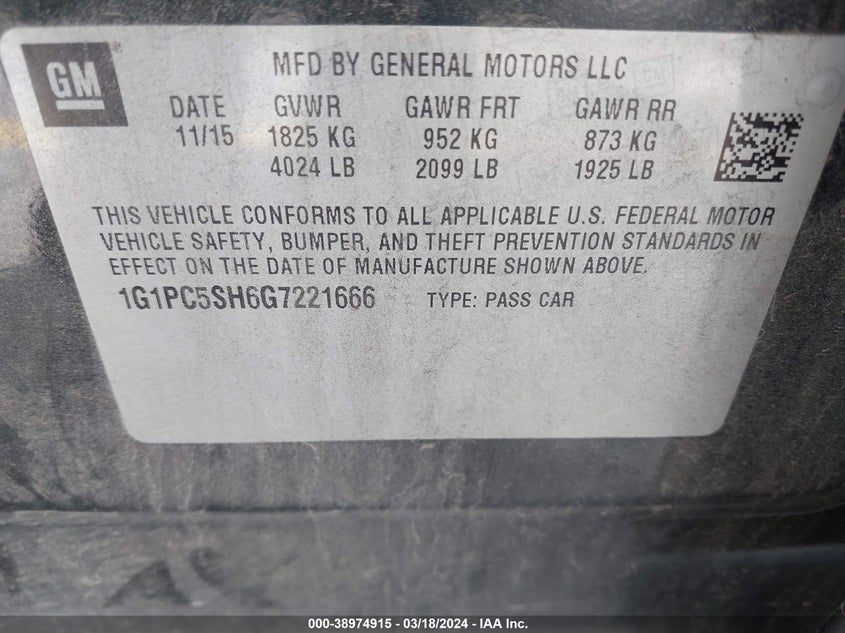 GM
MFD BY GENERAL MOTORS LLC
DATE GVWR GAWR FRT GAWR RR
11/15 1825 KG 952 KG 873 KG
4024 LB 2099 LB 1925 LB
THIS VEHICLE CONFORMS TO ALL APPLICABLE U.S. FEDERAL MOTOR
VEHICLE SAFETY, BUMPER, AND THEFT PREVENTION STANDARDS IN
EFFECT ON THE DATE OF MANUFACTURE SHOWN ABOVE.
1G1PC5SH6G7221666 TYPE: PASS CAR
000-38974915 - 03/18/2024 - IAA Inc.